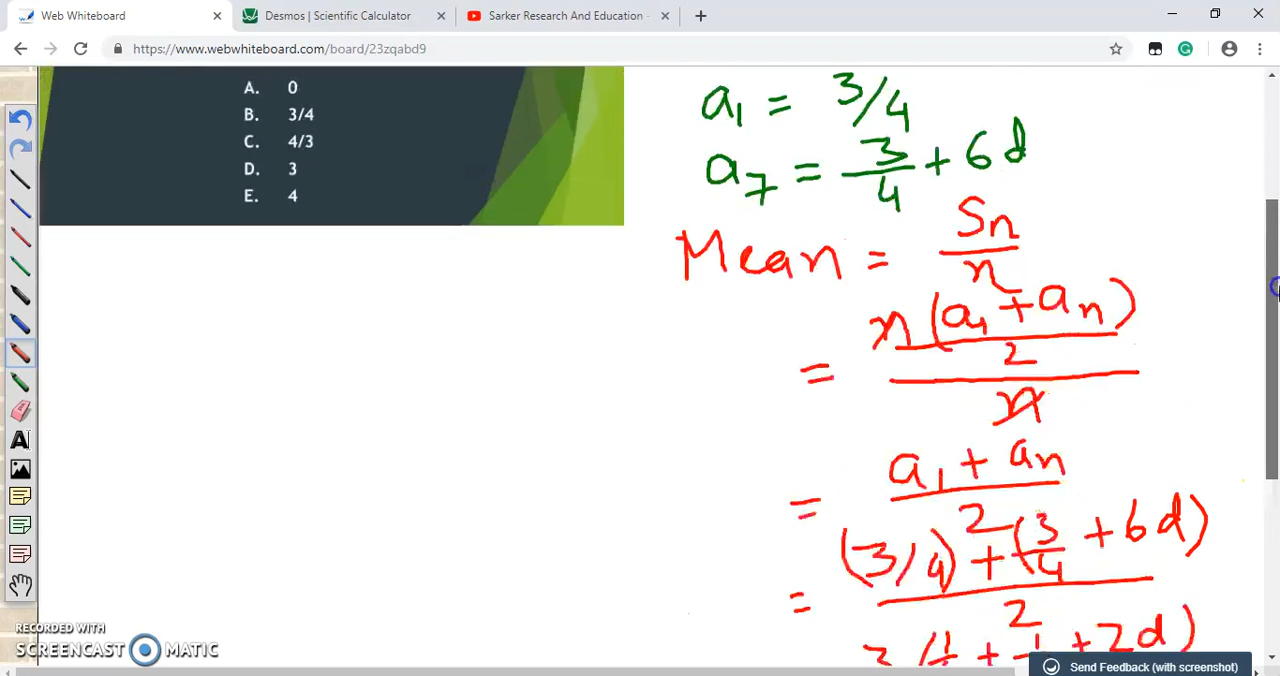 Web Whiteboard
Desmos | Scientific Calculator
Sarker Research And Education -
https://www.webwhiteboard.com/board/23zqabd9
A. 0
B. 3/4
C. 4/3
D. 3
E. 4
a₁ = 3/4
a₇ = 3/4 + 6d
Mean = Sn/n
= n(a₁ + an)/2 / n
= a₁ + an / 2
= (3/4) + (3/4 + 6d) / 2
RECORDED WITH
SCREENCAST MATIC
Send Feedback (with screenshot)